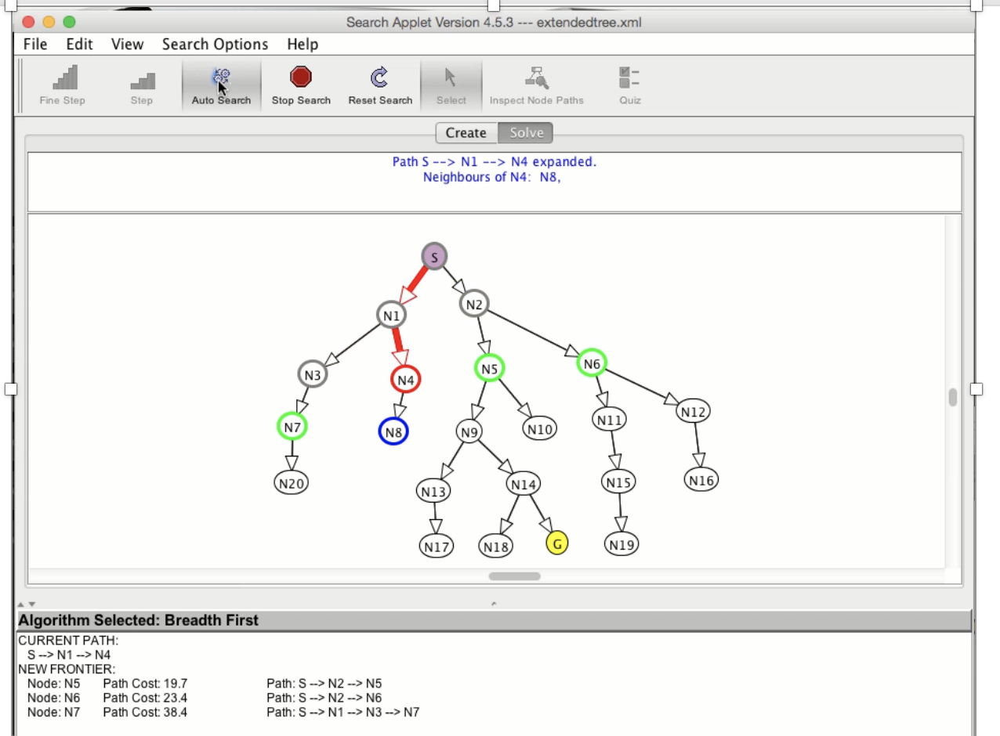 Search Applet Version 4.5.3 --- extendedtree.xml
File Edit View Search Options Help
Fine Step Step Auto Search Stop Search Reset Search Select Inspect Node Paths Quiz
Create Solve
Path S --> N1 --> N4 expanded.
Neighbours of N4: N8,
S
N1 N2
N3 N4 N5 N6
N7 N8 N9 N10 N11 N12
N20 N13 N14 N15 N16
N17 N18 G N19
Algorithm Selected: Breadth First
CURRENT PATH:
S --> N1 --> N4
NEW FRONTIER:
Node: N5 Path Cost: 19.7 Path: S --> N2 --> N5
Node: N6 Path Cost: 23.4 Path: S --> N2 --> N6
Node: N7 Path Cost: 38.4 Path: S --> N1 --> N3 --> N7